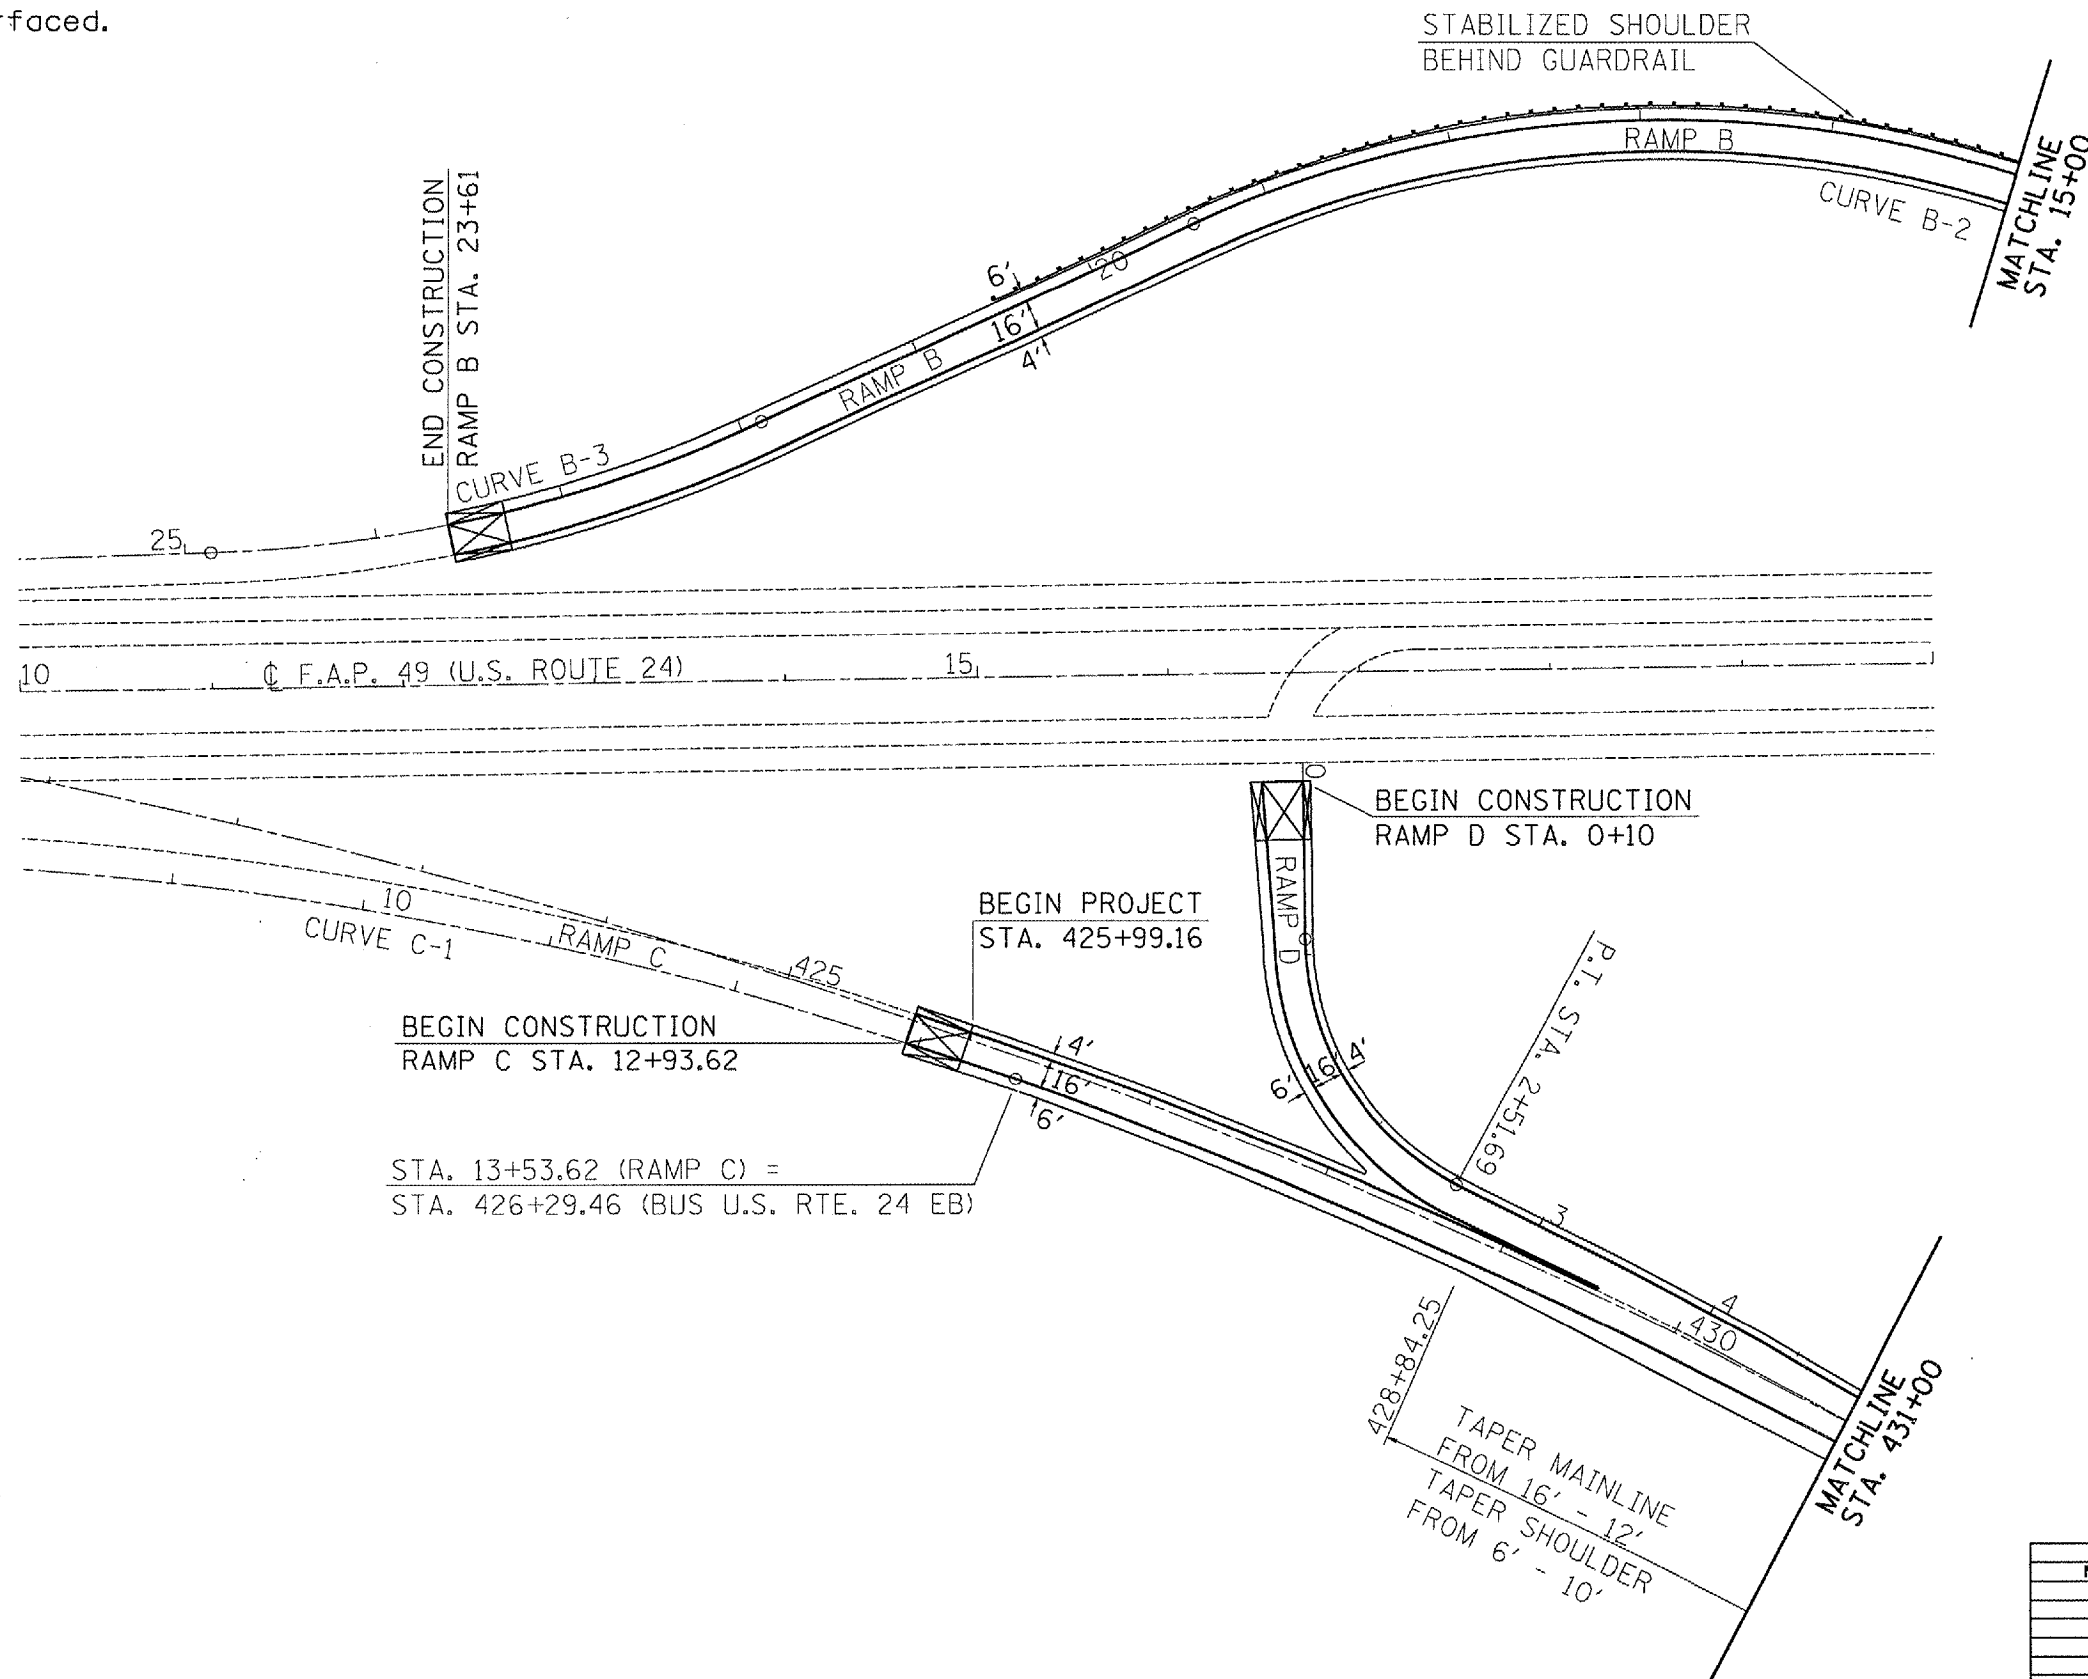 rfaced.
STABILIZED SHOULDER
BEHIND GUARDRAIL
RAMP B
CURVE B-2
MATCHLINE
STA. 15+00
END CONSTRUCTION
RAMP B STA. 23+61
6'
20
16'
4'
RAMP B
CURVE B-3
25
10
℄ F.A.P. 49 (U.S. ROUTE 24)
15
0
BEGIN CONSTRUCTION
RAMP D STA. 0+10
RAMP D
10
CURVE C-1
RAMP C
425
BEGIN PROJECT
STA. 425+99.16
BEGIN CONSTRUCTION
RAMP C STA. 12+93.62
4'
16'
6'
6'
16'
4'
P.T. STA. 2+51.69
STA. 13+53.62 (RAMP C) =
STA. 426+29.46 (BUS U.S. RTE. 24 EB)
3
4
430
428+84.25
TAPER MAINLINE
FROM 16' - 12'
TAPER SHOULDER
FROM 6' - 10'
MATCHLINE
STA. 431+00